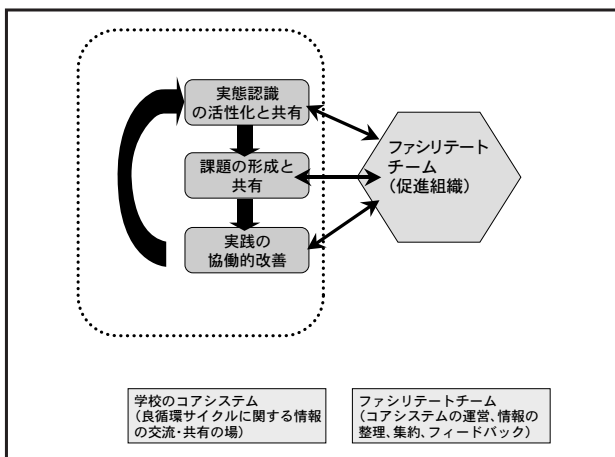 実態認識
の活性化と共有
課題の形成と
共有
実践の
協働的改善
ファシリテート
チーム
（促進組織）
学校のコアシステム
（良循環サイクルに関する情報
の交流・共有の場）
ファシリテートチーム
（コアシステムの運営、情報の
整理、集約、フィードバック）